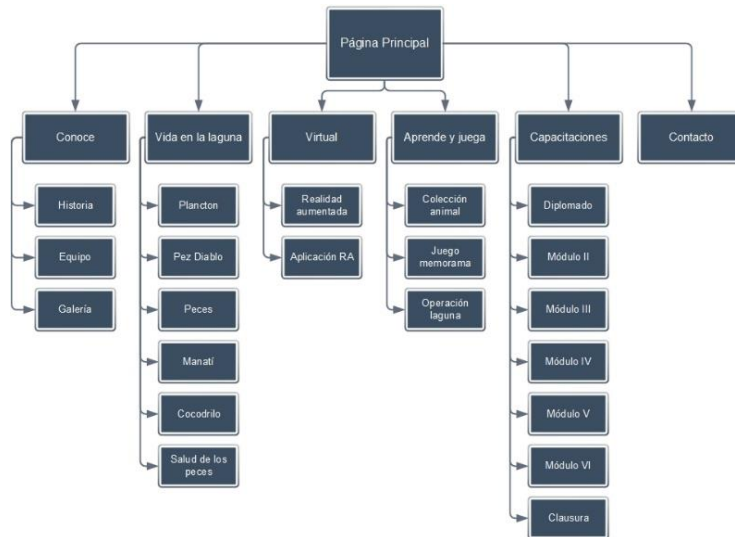 Página Principal
Conoce
Vida en la laguna
Virtual
Aprende y juega
Capacitaciones
Contacto
Historia
Equipo
Galería
Plancton
Pez Diablo
Peces
Manatí
Cocodrilo
Salud de los
peces
Realidad
aumentada
Aplicación RA
Colección
animal
Juego
memorama
Operación
laguna
Diplomado
Módulo II
Módulo III
Módulo IV
Módulo V
Módulo VI
Clausura